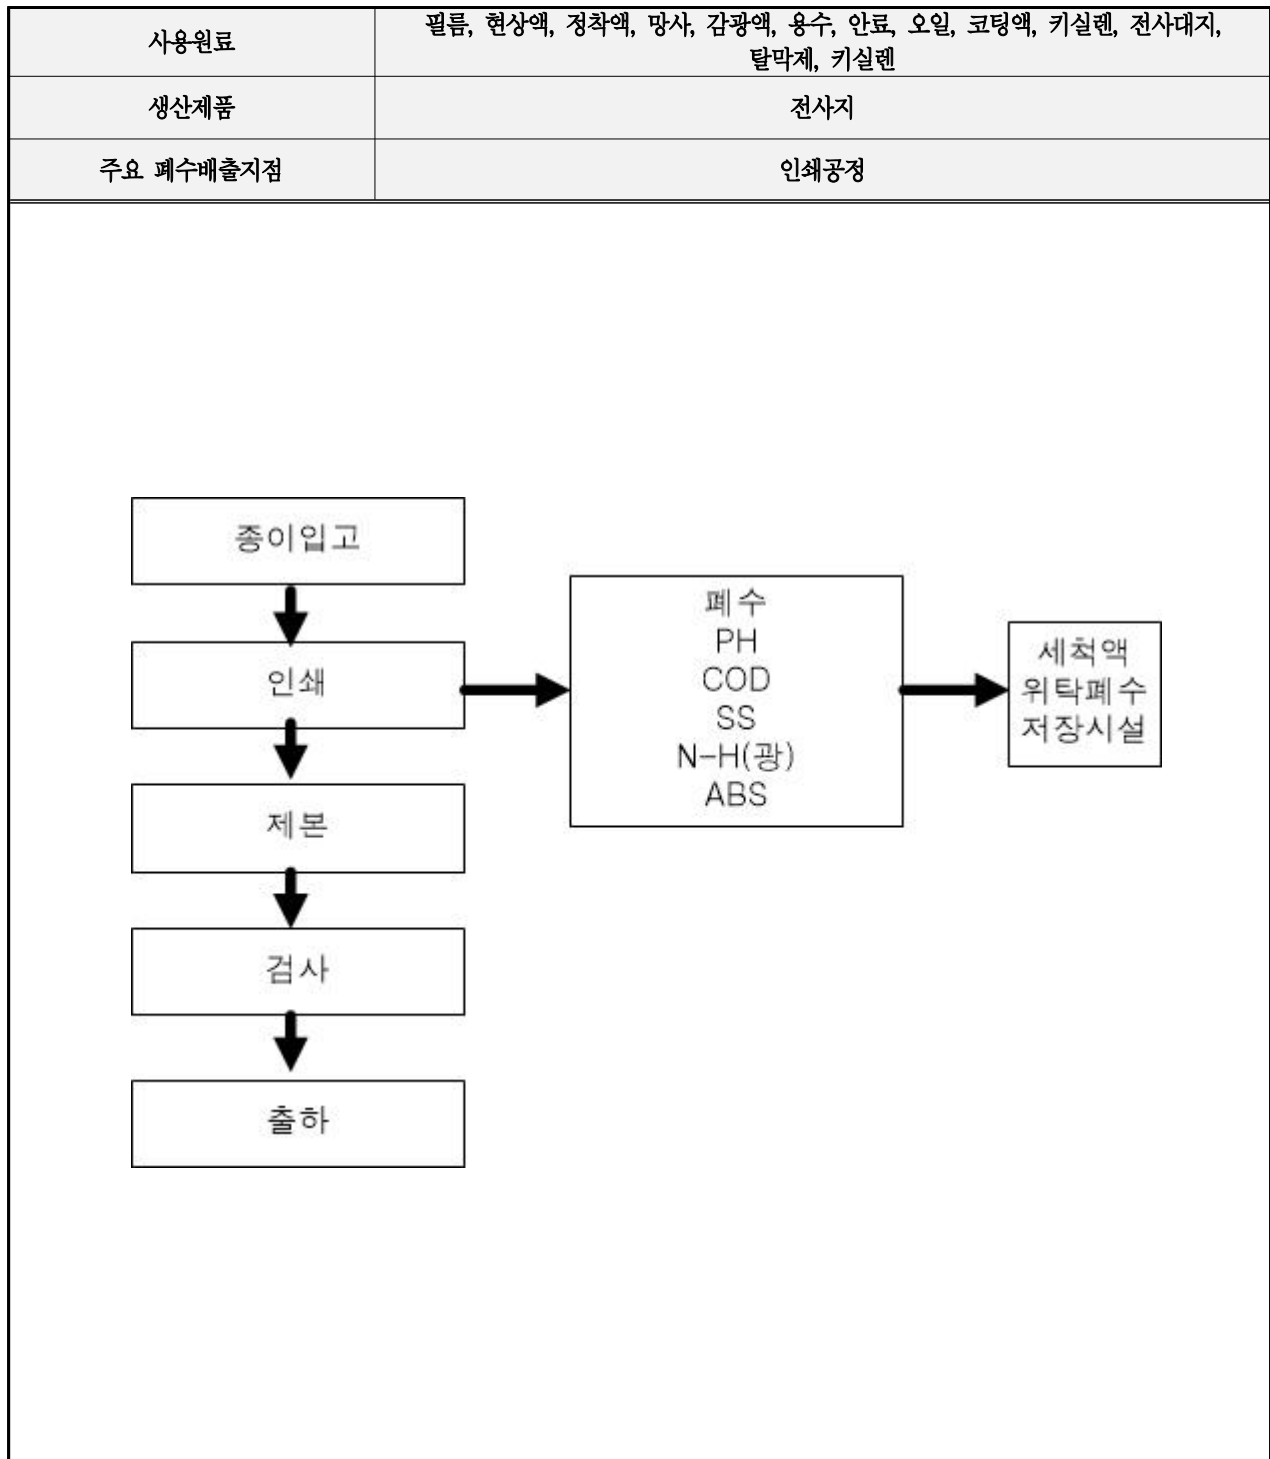 사용원료
필름, 현상액, 정착액, 망사, 감광액, 용수, 안료, 오일, 코팅액, 키실렌, 전사대지,
탈막제, 키실렌
생산제품
전사지
주요 폐수배출지점
인쇄공정
종이입고
인쇄
제본
검사
출하
폐수
PH
COD
SS
N-H(광)
ABS
세척액
위탁폐수
저장시설